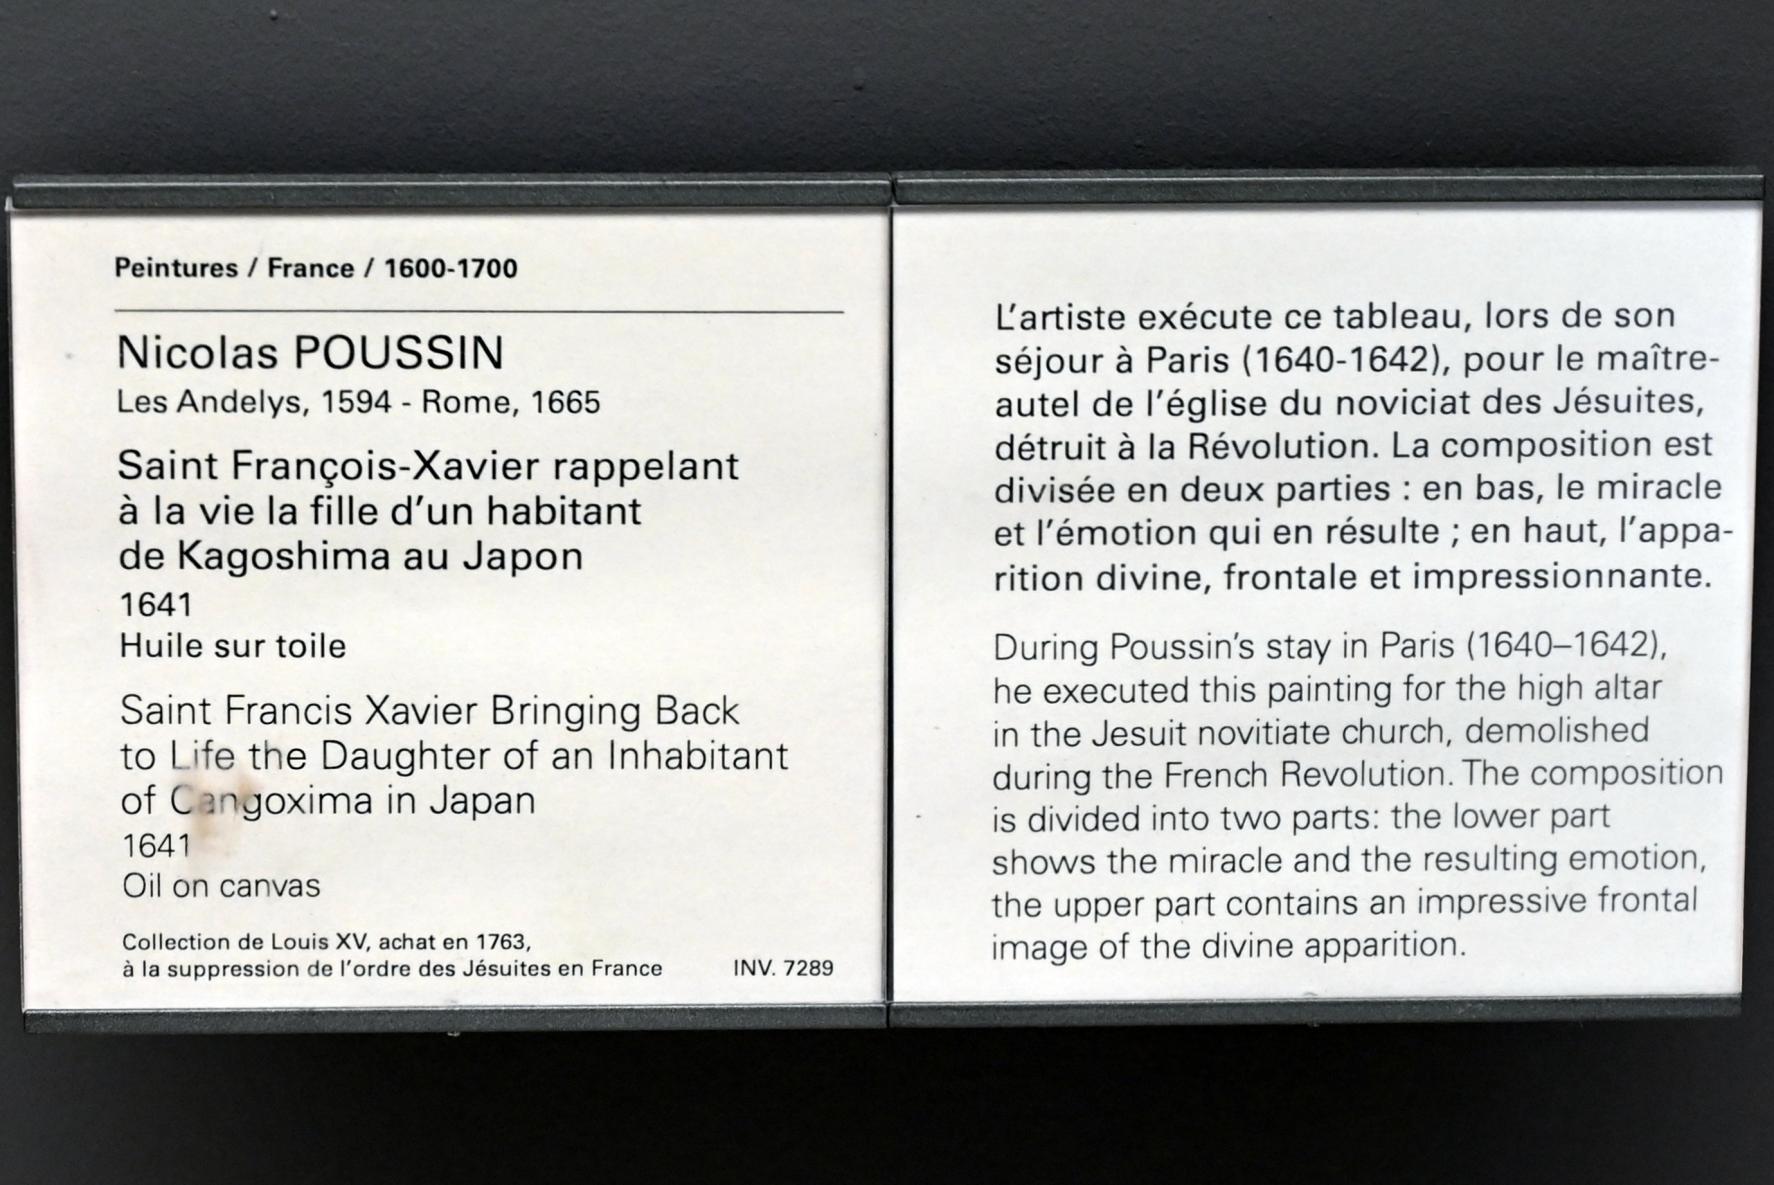 Peintures / France / 1600-1700
Nicolas POUSSIN
Les Andelys, 1594 - Rome, 1665
Saint François-Xavier rappelant
à la vie la fille d'un habitant
de Kagoshima au Japon
1641
Huile sur toile
Saint Francis Xavier Bringing Back
to Life the Daughter of an Inhabitant
of Cangoxima in Japan
1641
Oil on canvas
Collection de Louis XV, achat en 1763,
à la suppression de l'ordre des Jésuites en France INV. 7289
L'artiste exécute ce tableau, lors de son
séjour à Paris (1640-1642), pour le maître-
autel de l'église du noviciat des Jésuites,
détruit à la Révolution. La composition est
divisée en deux parties : en bas, le miracle
et l'émotion qui en résulte ; en haut, l'appa-
rition divine, frontale et impressionnante.
During Poussin's stay in Paris (1640–1642),
he executed this painting for the high altar
in the Jesuit novitiate church, demolished
during the French Revolution. The composition
is divided into two parts: the lower part
shows the miracle and the resulting emotion,
the upper part contains an impressive frontal
image of the divine apparition.